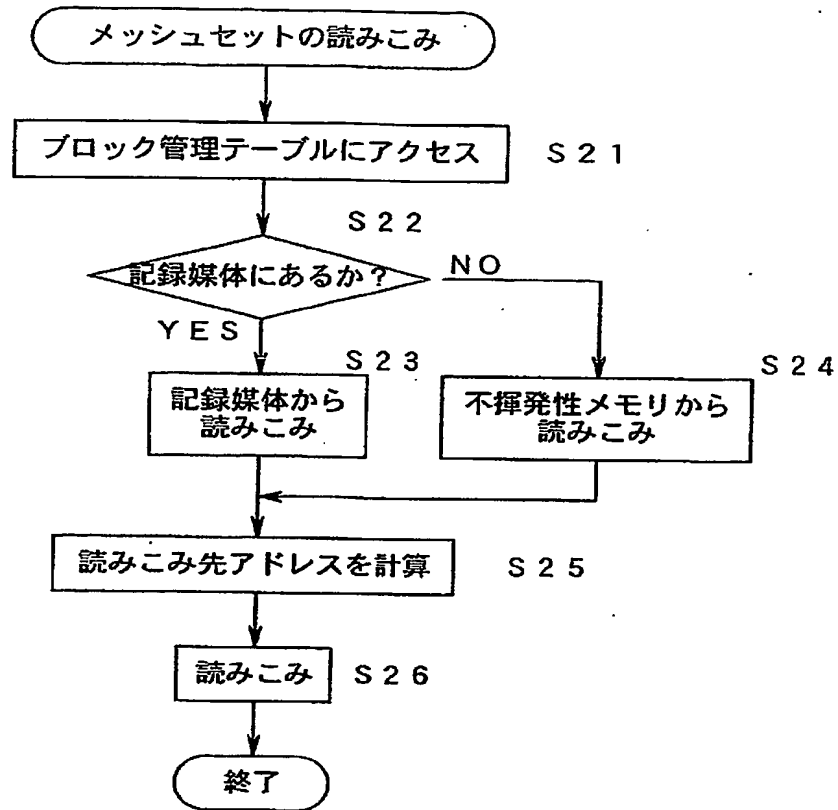 メッシュセットの読みこみ
ブロック管理テーブルにアクセス
S21
S22
記録媒体にあるか?
NO
YES
S23
S24
記録媒体から
読みこみ
不揮発性メモリから
読みこみ
読みこみ先アドレスを計算
S25
読みこみ
S26
終了